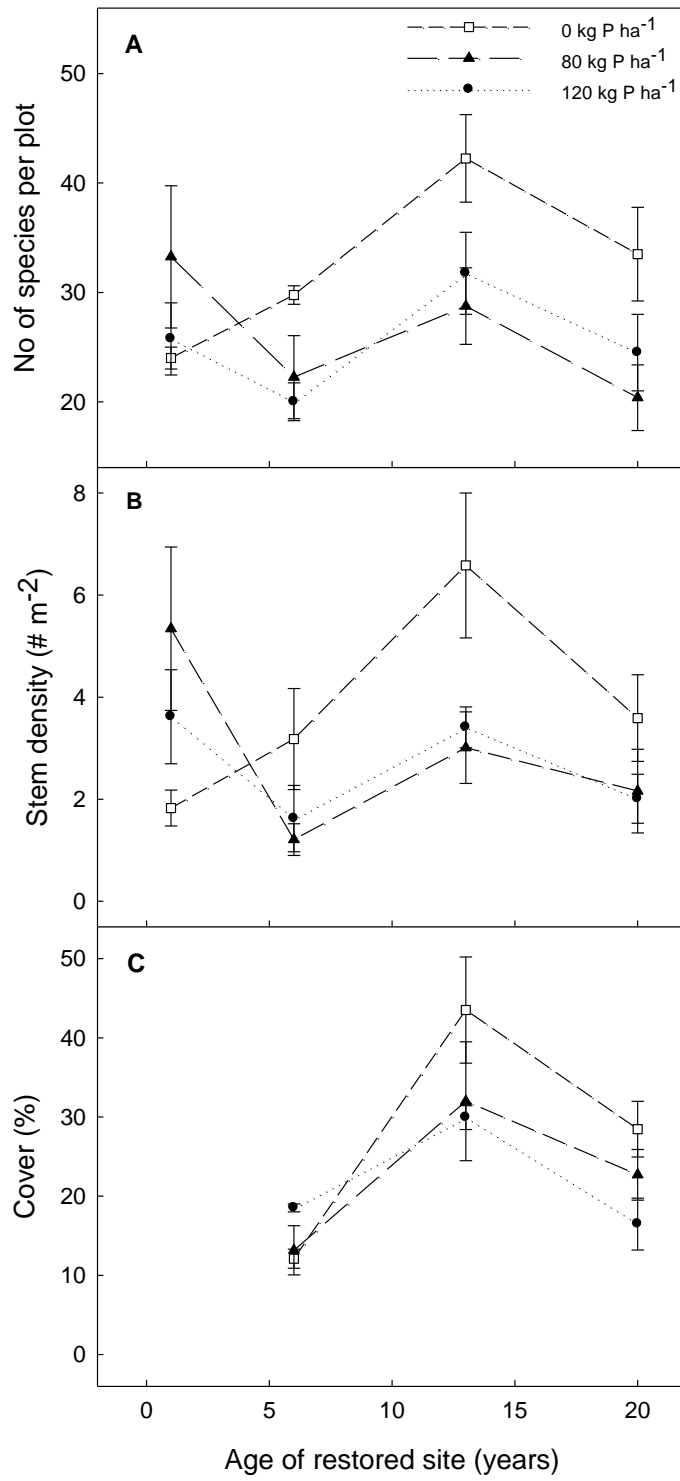 A
0 kg P ha-1
80 kg P ha-1
120 kg P ha-1
50
40
30
20
No of species per plot
B
8
6
4
2
0
Stem density (# m-2)
C
50
40
30
20
10
0
Cover (%)
0 5 10 15 20
Age of restored site (years)